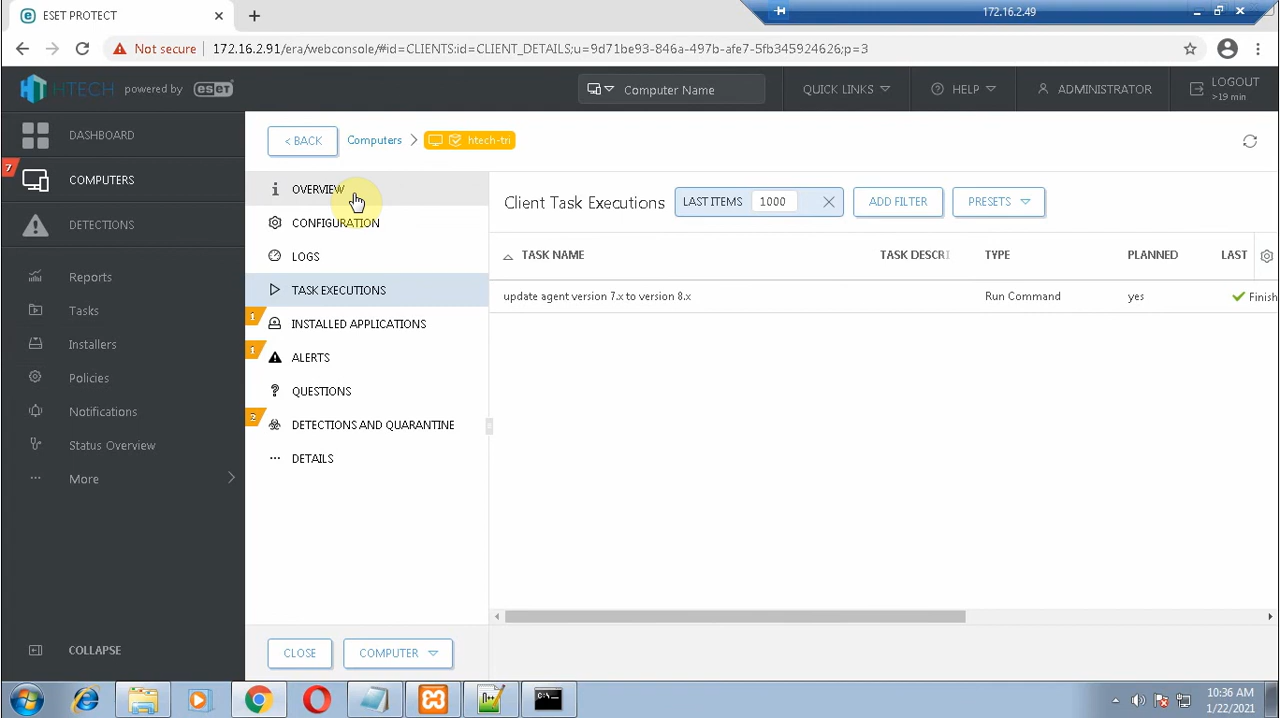 ESET PROTECT
172.16.2.49
Not secure
172.16.2.91/era/webconsole/#id=CLIENTS:id=CLIENT_DETAILS;u=9d71be93-846a-497b-afe7-5fb345924626;p=3
HTECH powered by eset
Computer Name
QUICK LINKS
HELP
ADMINISTRATOR
LOGOUT
>19 min
DASHBOARD
7
COMPUTERS
DETECTIONS
Reports
Tasks
Installers
Policies
Notifications
Status Overview
More
COLLAPSE
< BACK
Computers
htech-tri
OVERVIEW
CONFIGURATION
LOGS
TASK EXECUTIONS
1
INSTALLED APPLICATIONS
1
ALERTS
QUESTIONS
2
DETECTIONS AND QUARANTINE
DETAILS
CLOSE
COMPUTER
Client Task Executions
LAST ITEMS 1000
ADD FILTER
PRESETS
TASK NAME TASK DESCRI TYPE PLANNED LAST
update agent version 7.x to version 8.x Run Command yes Finish
10:36 AM
1/22/2021